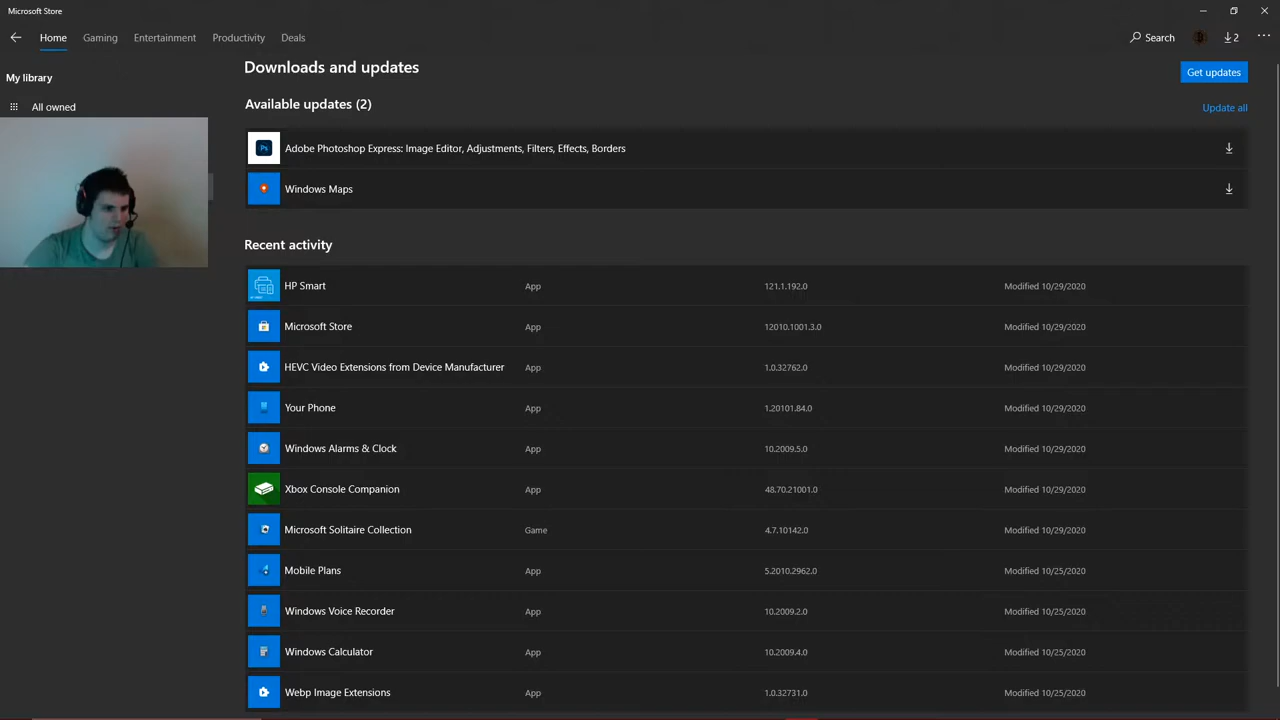 Microsoft Store
Home Gaming Entertainment Productivity Deals Search 2
My library
All owned
Downloads and updates
Get updates
Available updates (2)
Update all
Ps Adobe Photoshop Express: Image Editor, Adjustments, Filters, Effects, Borders
Windows Maps
Recent activity
HP Smart App 121.1.192.0 Modified 10/29/2020
Microsoft Store App 12010.1001.3.0 Modified 10/29/2020
HEVC Video Extensions from Device Manufacturer App 1.0.32762.0 Modified 10/29/2020
Your Phone App 1.20101.84.0 Modified 10/29/2020
Windows Alarms & Clock App 10.2009.5.0 Modified 10/29/2020
Xbox Console Companion App 48.70.21001.0 Modified 10/29/2020
Microsoft Solitaire Collection Game 4.7.10142.0 Modified 10/29/2020
Mobile Plans App 5.2010.2962.0 Modified 10/25/2020
Windows Voice Recorder App 10.2009.2.0 Modified 10/25/2020
Windows Calculator App 10.2009.4.0 Modified 10/25/2020
Webp Image Extensions App 1.0.32731.0 Modified 10/25/2020